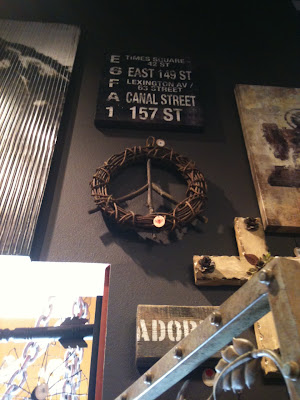 E TIMES SQUARE - 42 ST
G EAST 149 ST
F LEXINGTON AV / 63 STREET
A CANAL STREET
1 157 ST
ADOR